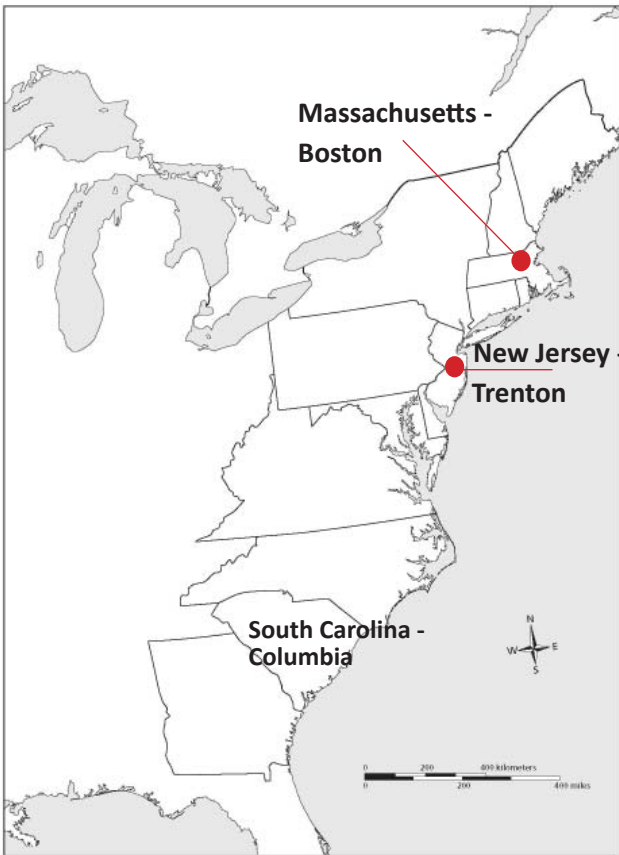 Massachusetts -
Boston
New Jersey -
Trenton
South Carolina -
Columbia
N
W E
S
0 200 400 kilometers
0 200 400 miles